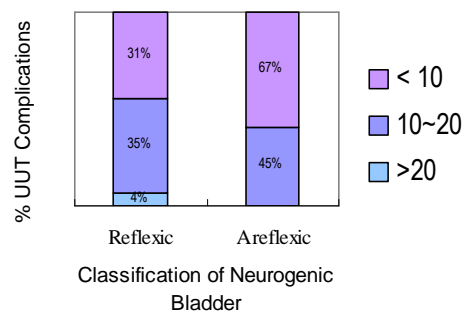 % UUT Complications
31%
35%
4%
67%
45%
< 10
10~20
>20
Reflexic
Areflexic
Classification of Neurogenic
Bladder